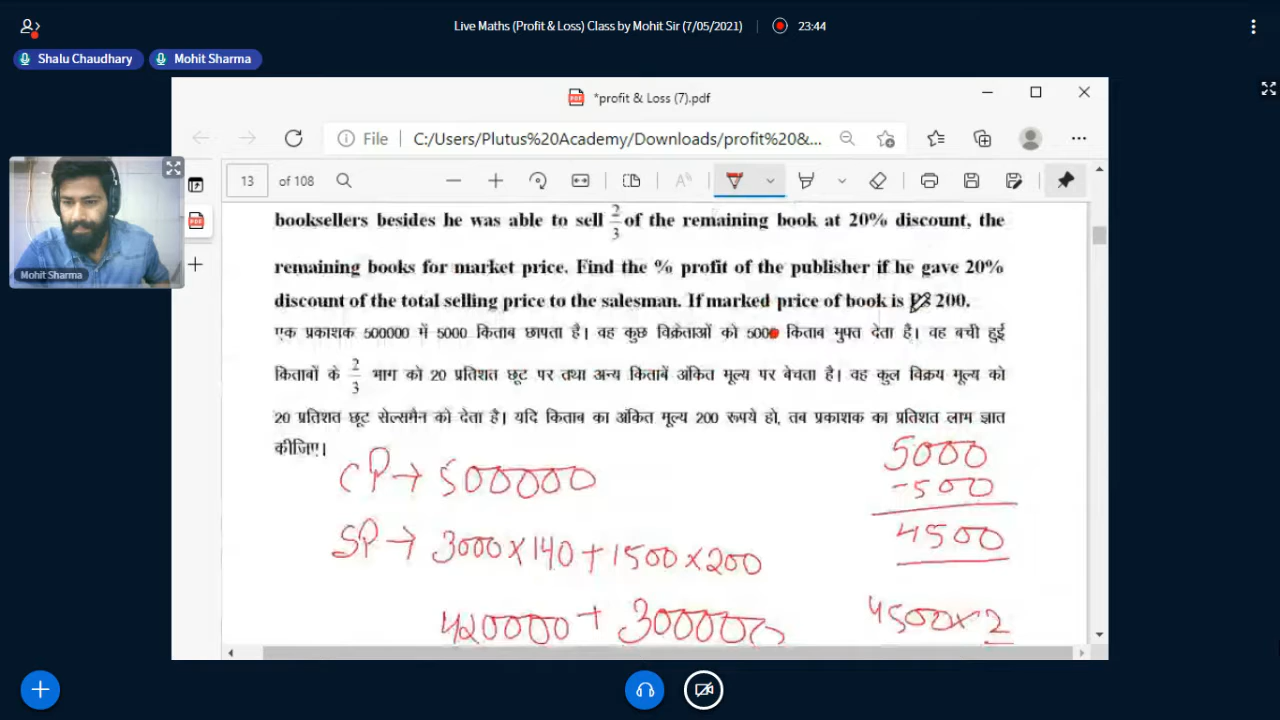 Live Maths (Profit & Loss) Class by Mohit Sir (7/05/2021) 23:44
Shalu Chaudhary Mohit Sharma
*profit & Loss (7).pdf
File C:/Users/Plutus%20Academy/Downloads/profit%20&...
13 of 108
Mohit Sharma
booksellers besides he was able to sell 2/3 of the remaining book at 20% discount, the
remaining books for market price. Find the % profit of the publisher if he gave 20%
discount of the total selling price to the salesman. If marked price of book is 200.
एक प्रकाशक 500000 में 5000 किताब छापता है। वह कुछ विक्रेताओं को 500 किताब मुफ्त देता है। वह बची हुई
किताबों के 2/3 भाग को 20 प्रतिशत छूट पर तथा अन्य किताबें अंकित मूल्य पर बेचता है। वह कुल विक्रय मूल्य को
20 प्रतिशत छूट सेल्समैन को देता है। यदि किताब का अंकित मूल्य 200 रूपये हो, तब प्रकाशक का प्रतिशत लाभ ज्ञात
कीजिए।
CP → 500000
SP → 3000 × 140 + 1500 × 200
420000 + 300000
5000
-500
4500
4500 × 2